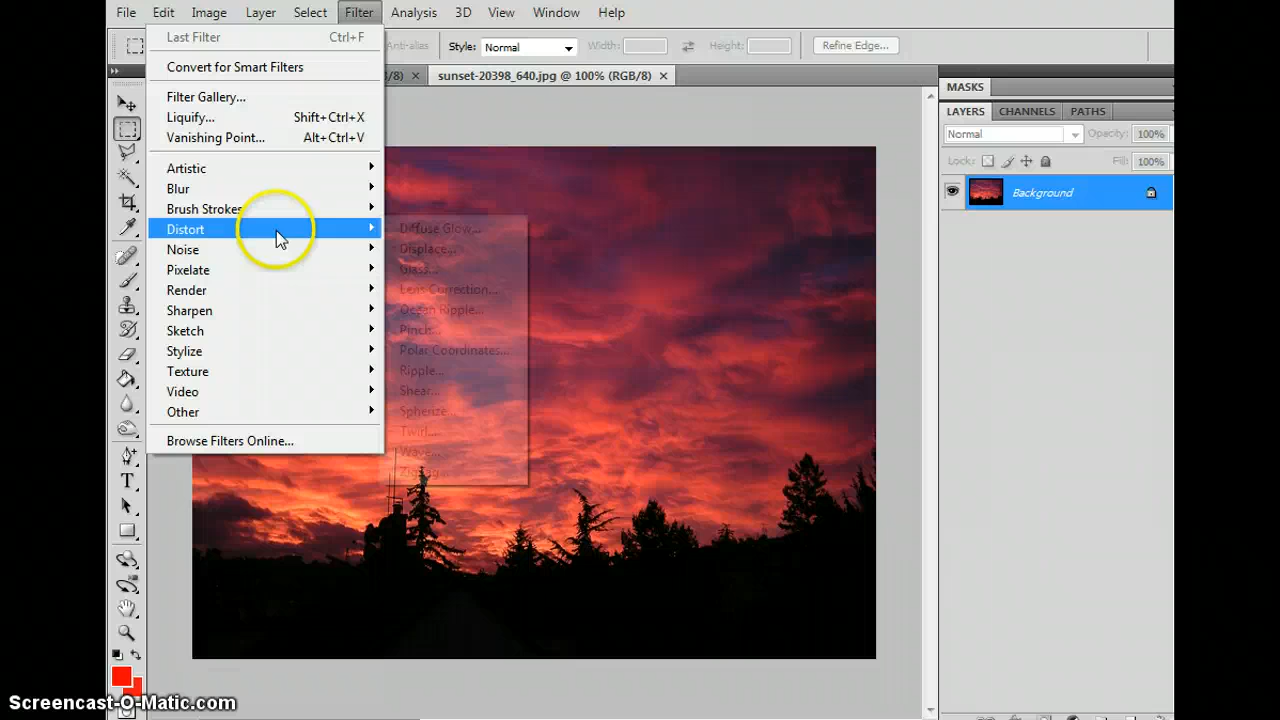 File Edit Image Layer Select Filter Analysis 3D View Window Help
Anti-alias Style: Normal Width: Height: Refine Edge...
/8) × sunset-20398_640.jpg @ 100% (RGB/8) ×
Last Filter Ctrl+F
Convert for Smart Filters
Filter Gallery...
Liquify... Shift+Ctrl+X
Vanishing Point... Alt+Ctrl+V
Artistic
Blur
Brush Strokes
Distort
Noise
Pixelate
Render
Sharpen
Sketch
Stylize
Texture
Video
Other
Browse Filters Online...
Diffuse Glow...
Displace...
Glass...
Lens Correction...
Ocean Ripple...
Pinch...
Polar Coordinates...
Ripple...
Shear...
Spherize...
Twirl...
Wave...
ZigZag...
MASKS
LAYERS CHANNELS PATHS
Normal Opacity: 100%
Lock: Fill: 100%
Background
Screencast-O-Matic.com